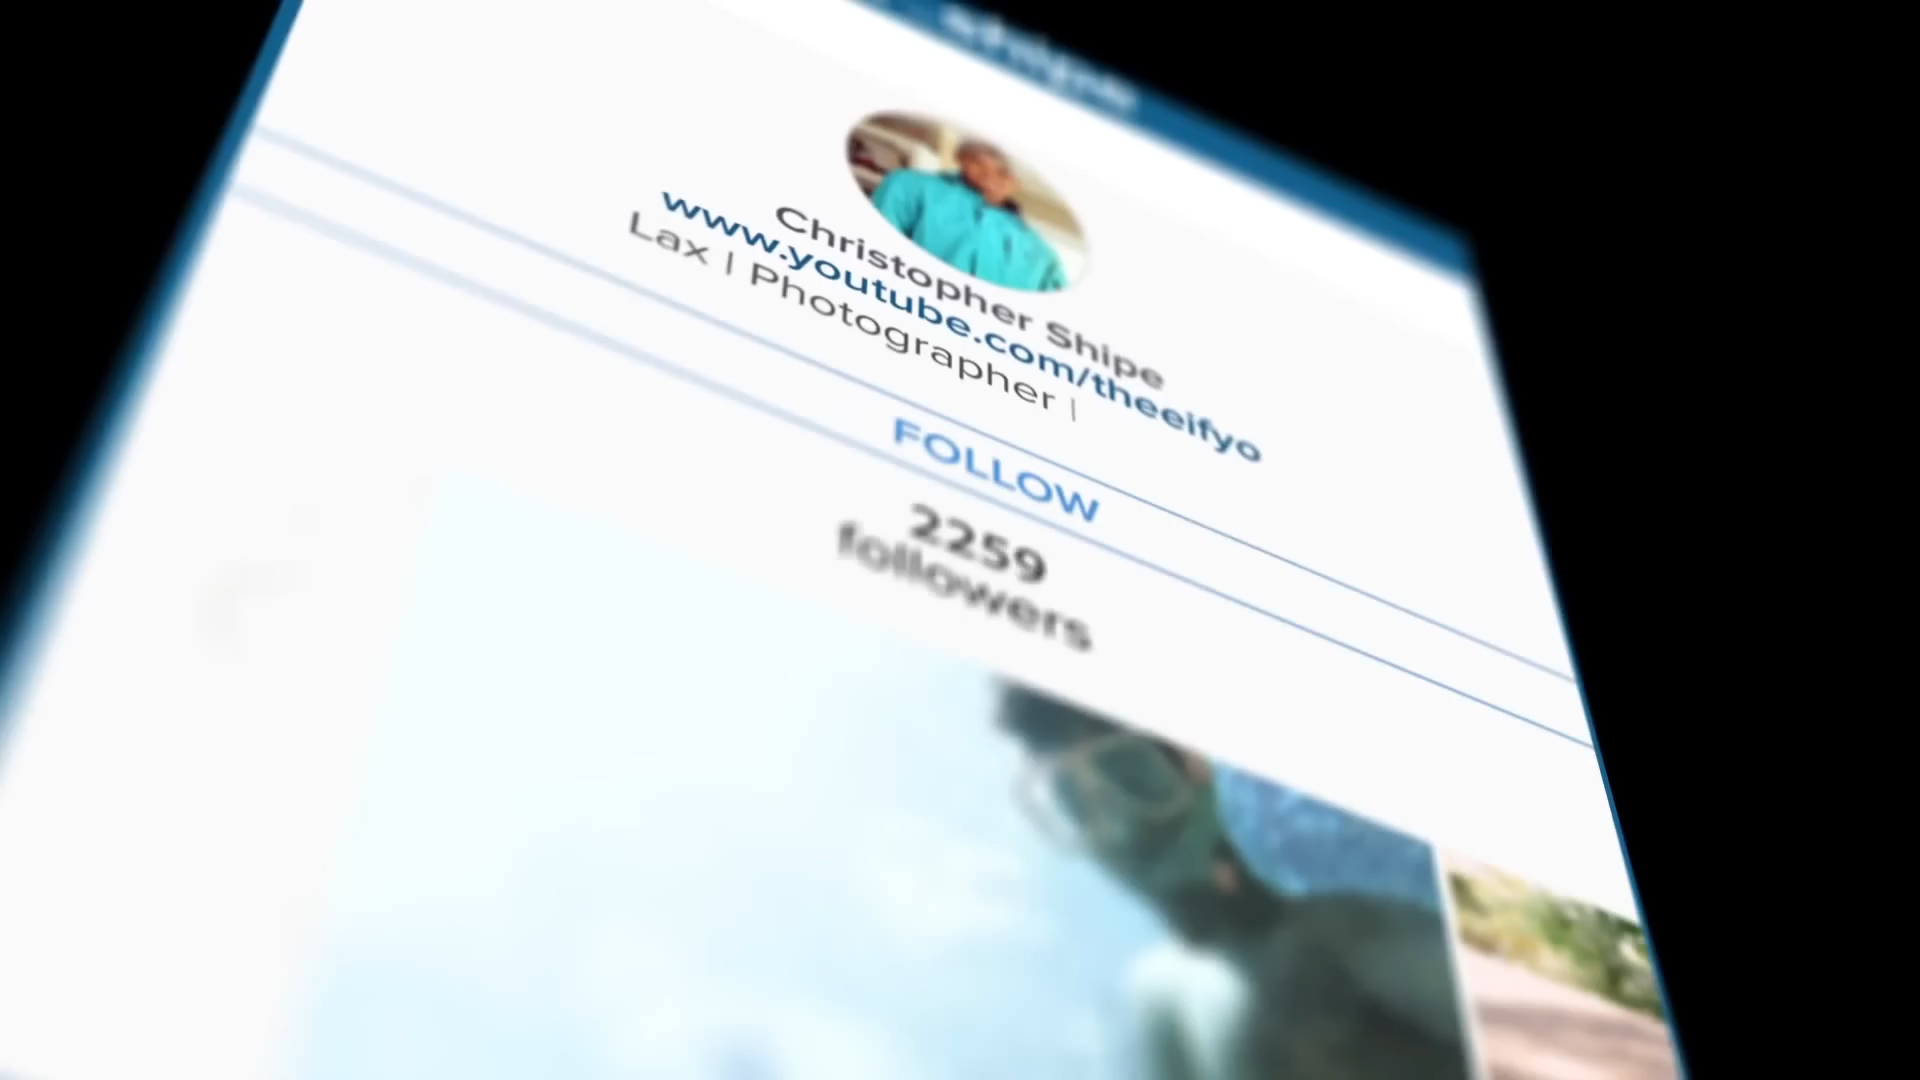 Christopher Shipe
www.youtube.com/theeifyo
Lax | Photographer |
FOLLOW
2259
followers